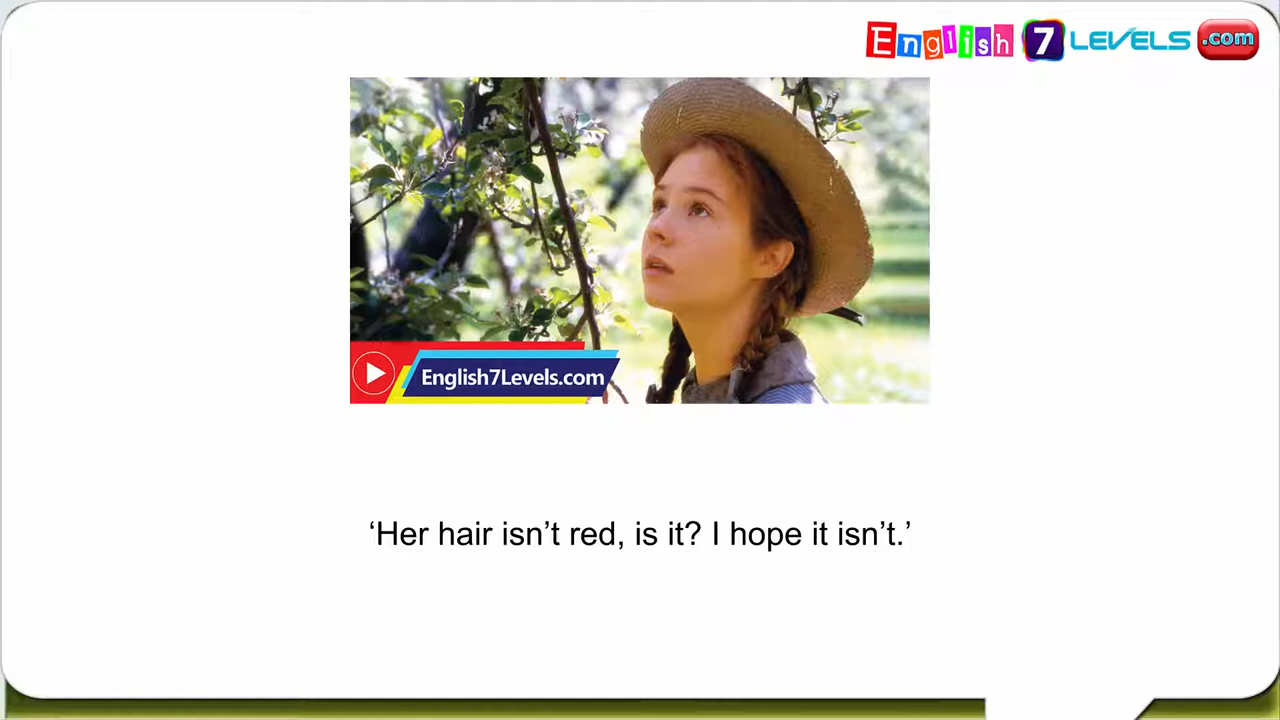 English 7 LEVELS .com
English7Levels.com
‘Her hair isn’t red, is it? I hope it isn’t.’